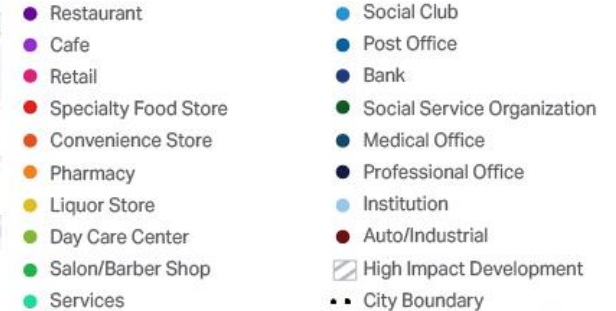 Restaurant
Cafe
Retail
Specialty Food Store
Convenience Store
Pharmacy
Liquor Store
Day Care Center
Salon/Barber Shop
Services
Social Club
Post Office
Bank
Social Service Organization
Medical Office
Professional Office
Institution
Auto/Industrial
High Impact Development
City Boundary